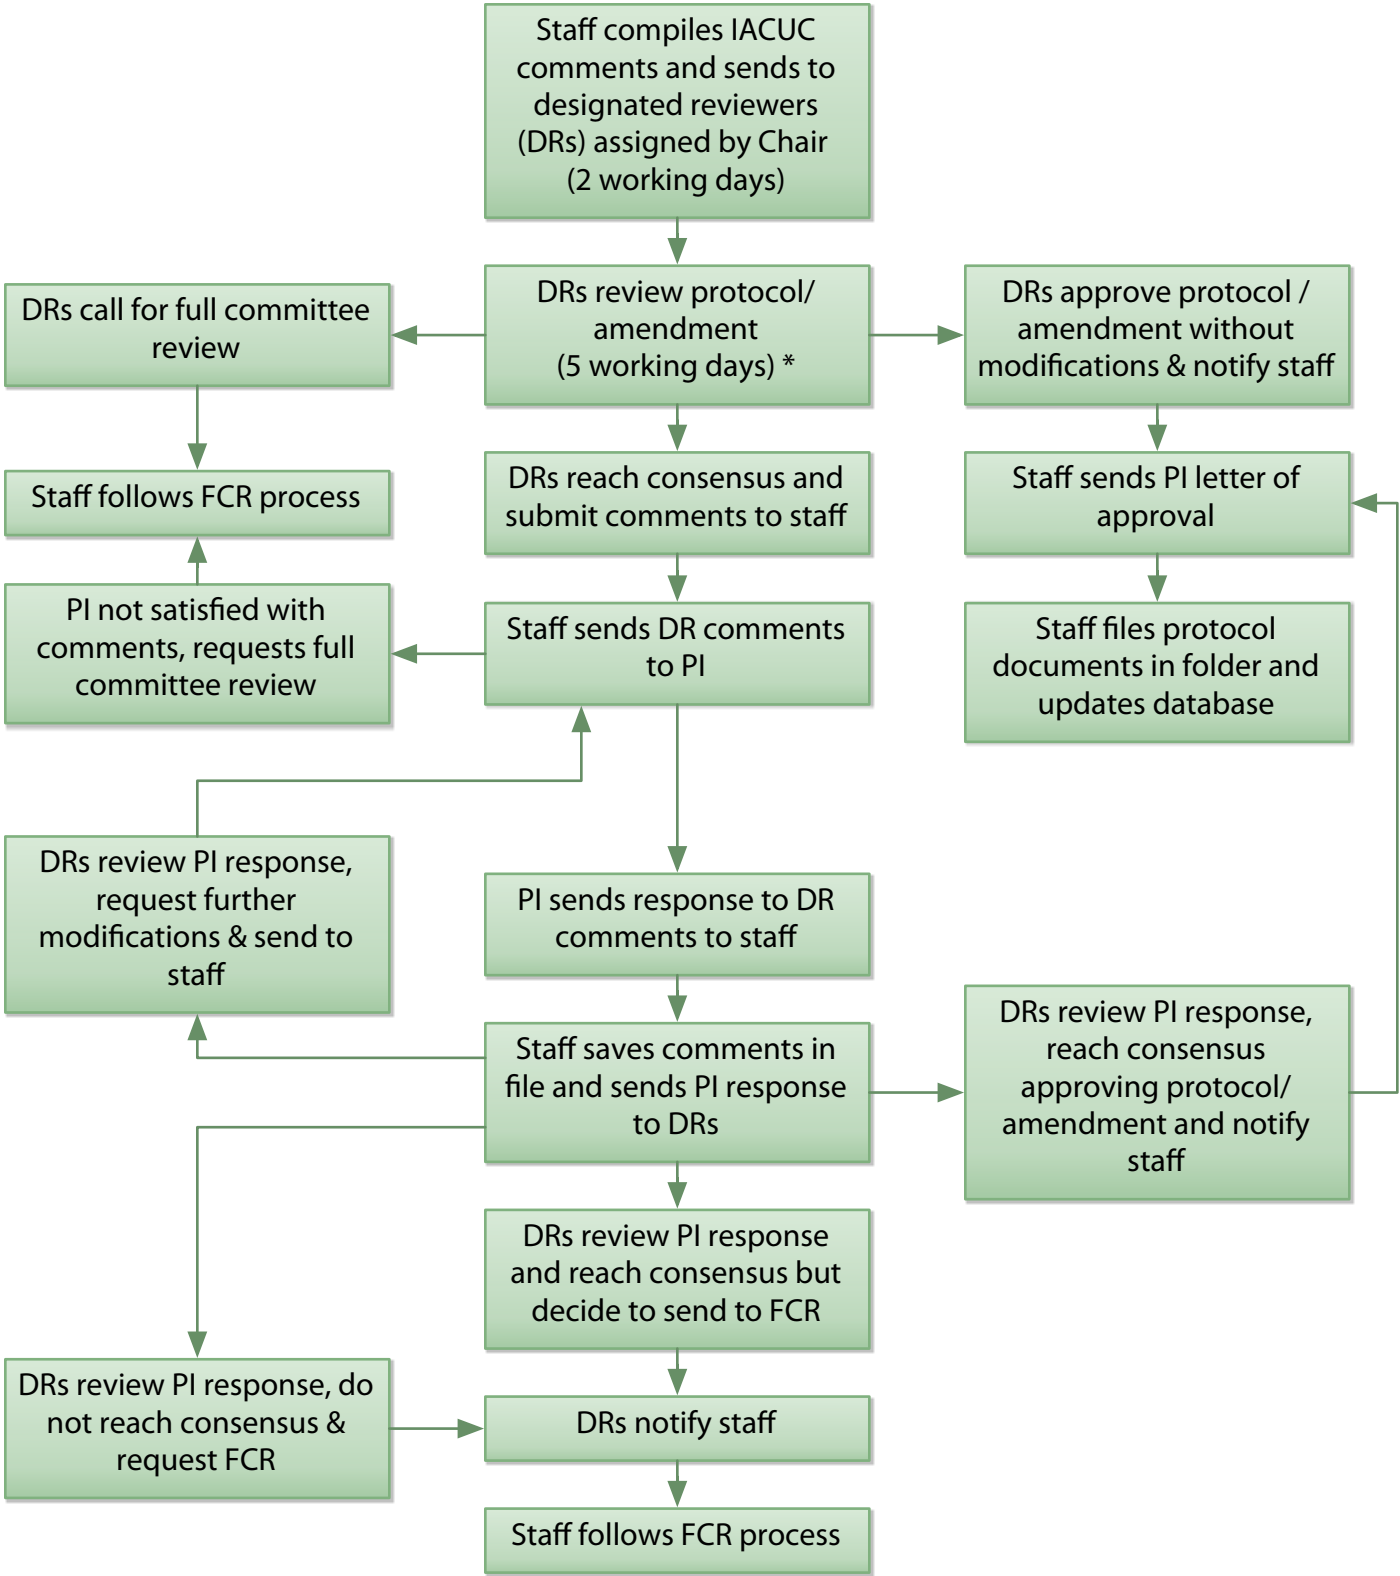 Staff compiles IACUC
comments and sends to
designated reviewers
(DRs) assigned by Chair
(2 working days)
DRs call for full committee
review
DRs review protocol/
amendment
(5 working days) *
DRs approve protocol /
amendment without
modifications & notify staff
Staff follows FCR process
DRs reach consensus and
submit comments to staff
Staff sends PI letter of
approval
PI not satisfied with
comments, requests full
committee review
Staff sends DR comments
to PI
Staff files protocol
documents in folder and
updates database
DRs review PI response,
request further
modifications & send to
staff
PI sends response to DR
comments to staff
Staff saves comments in
file and sends PI response
to DRs
DRs review PI response,
reach consensus
approving protocol/
amendment and notify
staff
DRs review PI response
and reach consensus but
decide to send to FCR
DRs review PI response, do
not reach consensus &
request FCR
DRs notify staff
Staff follows FCR process